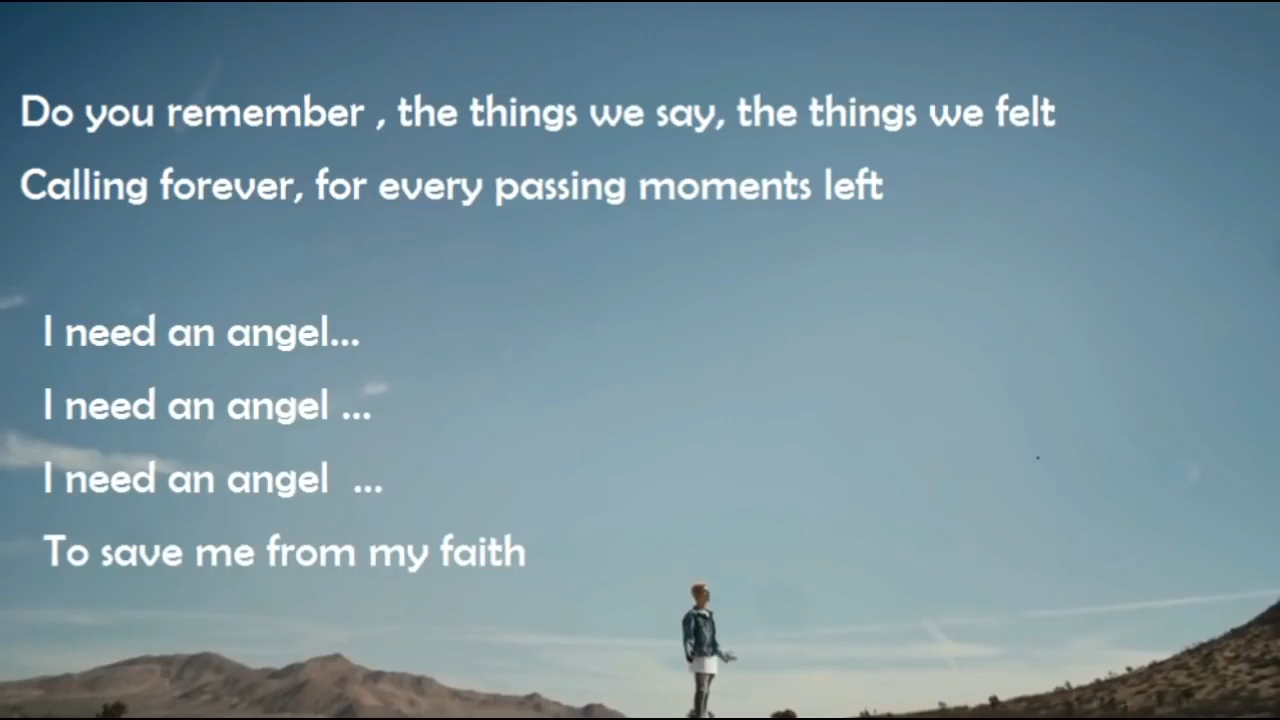 Do you remember , the things we say, the things we felt
Calling forever, for every passing moments left
I need an angel...
I need an angel ...
I need an angel  ...
To save me from my faith